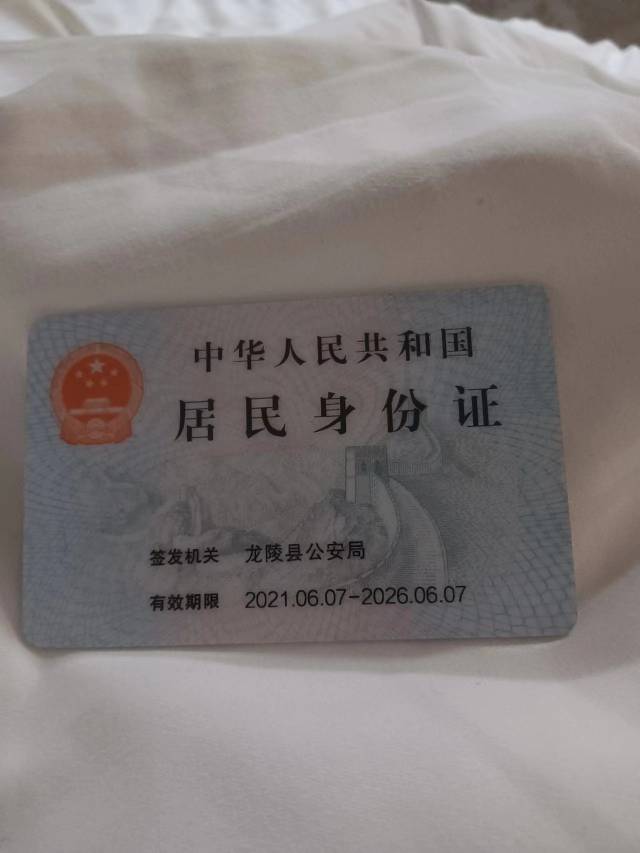 中华人民共和国
居民身份证
签发机关 龙陵县公安局
有效期限 2021.06.07-2026.06.07